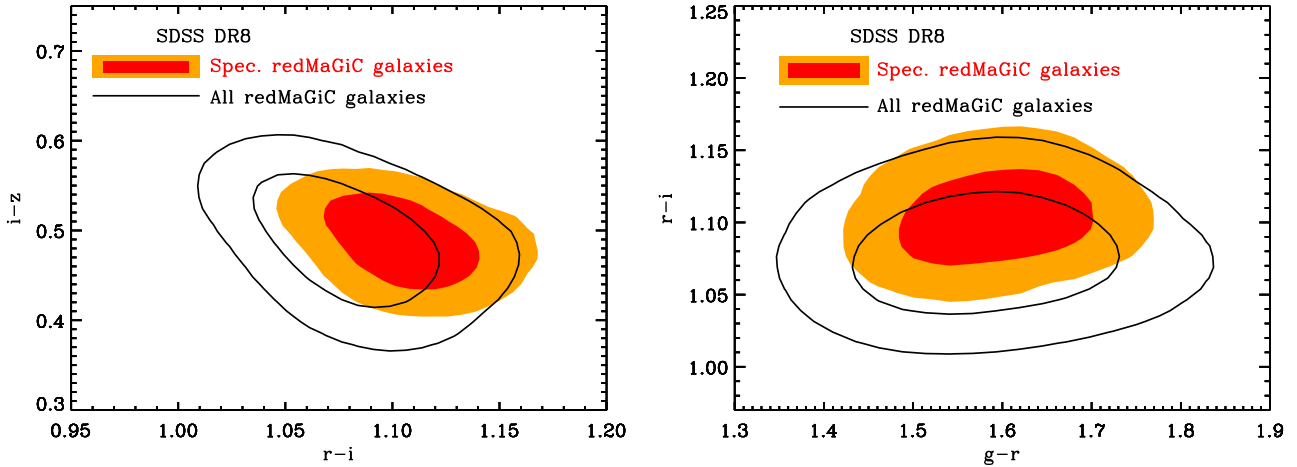 SDSS DR8
Spec. redMaGiC galaxies
All redMaGiC galaxies
0.7
0.6
0.5
0.4
0.3
i-z
0.95 1.00 1.05 1.10 1.15 1.20
r-i
SDSS DR8
Spec. redMaGiC galaxies
All redMaGiC galaxies
1.25
1.20
1.15
1.10
1.05
1.00
r-i
1.3 1.4 1.5 1.6 1.7 1.8 1.9
g-r